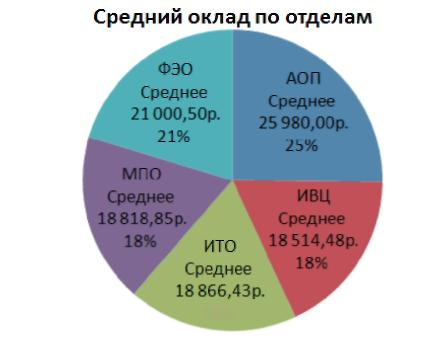 Средний оклад по отделам
ФЭО
Среднее
21 000,50р.
21%
АОП
Среднее
25 980,00р.
25%
МПО
Среднее
18 818,85р.
18%
ИВЦ
Среднее
18 514,48р.
18%
ИТО
Среднее
18 866,43р.